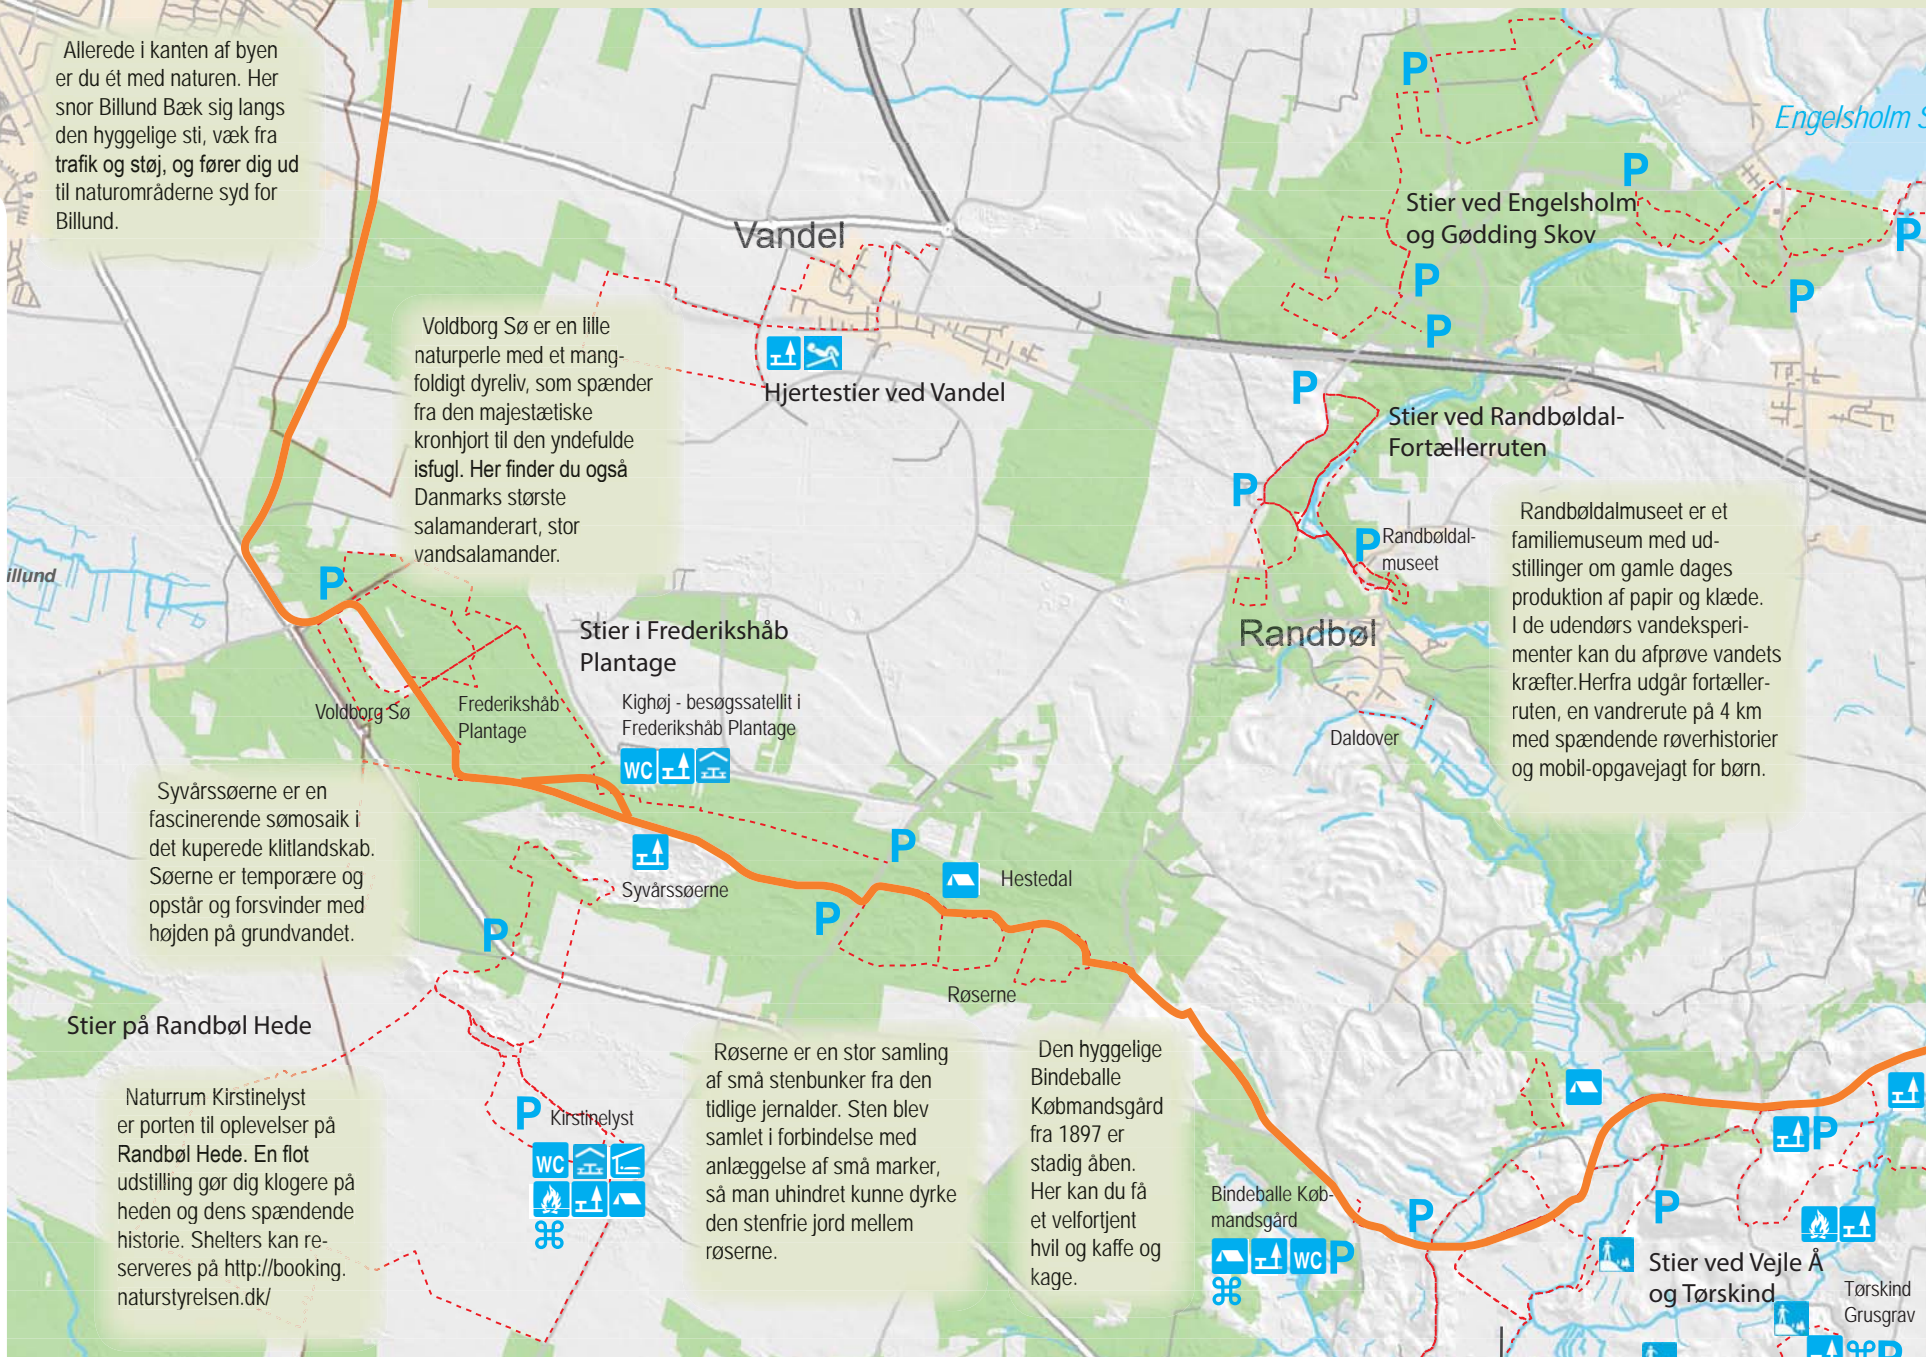 Allerede i kanten af byen
er du ét med naturen. Her
snor Billund Bæk sig langs
den hyggelige sti, væk fra
trafik og støj, og fører dig ud
til naturområderne syd for
Billund.
Engelsholm S
P
P
Stier ved Engelsholm
og Gødding Skov
P
P
P
P
Vandel
Hjertestier ved Vandel
Voldborg Sø er en lille
naturperle med et mang-
foldigt dyreliv, som spænder
fra den majestætiske
kronhjort til den yndefulde
isfugl. Her finder du også
Danmarks største
salamanderart, stor
vandsalamander.
P
Stier ved Randbøldal-
Fortællerruten
P
P
Randbøldal-
museet
Randbøl
Daldover
Randbøldalmuseet er et
familiemuseum med ud-
stillinger om gamle dages
produktion af papir og klæde.
I de udendørs vandeksperi-
menter kan du afprøve vandets
kræfter.Herfra udgår fortæller-
ruten, en vandrerute på 4 km
med spændende røverhistorier
og mobil-opgavejagt for børn.
illund
P
Stier i Frederikshåb
Plantage
Kighøj - besøgssatellit i
Frederikshåb Plantage
WC
Voldborg Sø
Frederikshåb
Plantage
Syvårssøerne er en
fascinerende sømosaik i
det kuperede klitlandskab.
Søerne er temporære og
opstår og forsvinder med
højden på grundvandet.
Syvårssøerne
P
P
Hestedal
P
Røserne
Stier på Randbøl Hede
Naturrum Kirstinelyst
er porten til oplevelser på
Randbøl Hede. En flot
udstilling gør dig klogere på
heden og dens spændende
historie. Shelters kan re-
serveres på http://booking.
naturstyrelsen.dk/
P Kirstinelyst
WC
Røserne er en stor samling
af små stenbunker fra den
tidlige jernalder. Sten blev
samlet i forbindelse med
anlæggelse af små marker,
så man uhindret kunne dyrke
den stenfrie jord mellem
røserne.
Den hyggelige
Bindeballe
Købmandsgård
fra 1897 er
stadig åben.
Her kan du få
et velfortjent
hvil og kaffe og
kage.
Bindeballe Køb-
mandsgård
WC P
P
P
P
Stier ved Vejle Å
og Tørskind
Tørskind
Grusgrav
P